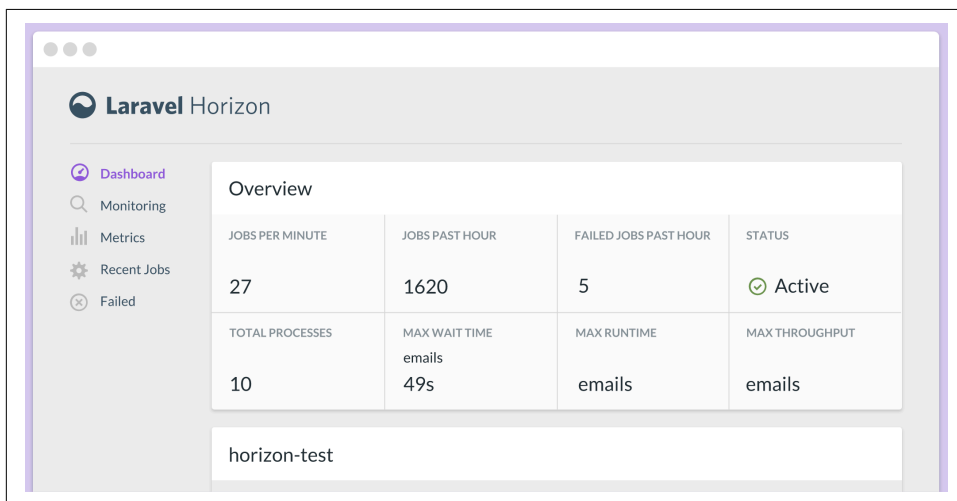 Laravel Horizon
Dashboard
Monitoring
Metrics
Recent Jobs
Failed
Overview
JOBS PER MINUTE
27
JOBS PAST HOUR
1620
FAILED JOBS PAST HOUR
5
STATUS
Active
TOTAL PROCESSES
10
MAX WAIT TIME
emails
49s
MAX RUNTIME
emails
MAX THROUGHPUT
emails
horizon-test